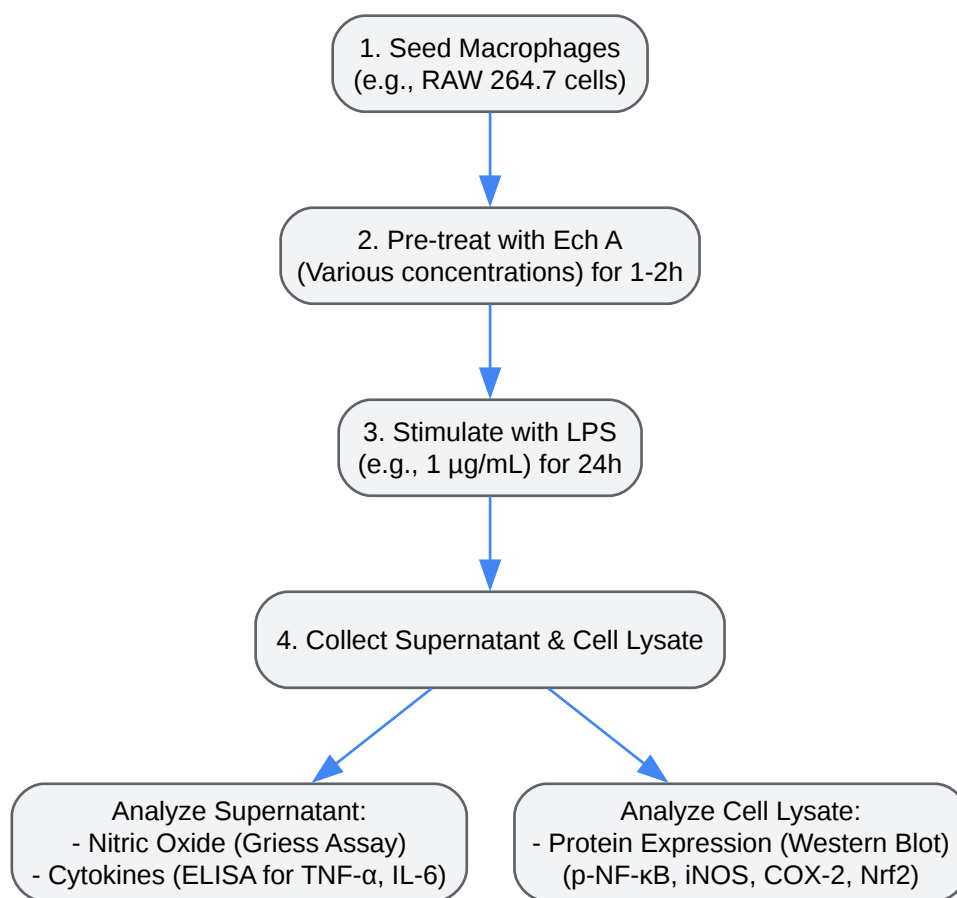 1. Seed Macrophages
(e.g., RAW 264.7 cells)
2. Pre-treat with Ech A
(Various concentrations) for 1-2h
3. Stimulate with LPS
(e.g., 1 µg/mL) for 24h
4. Collect Supernatant & Cell Lysate
Analyze Supernatant:
- Nitric Oxide (Griess Assay)
- Cytokines (ELISA for TNF-α, IL-6)
Analyze Cell Lysate:
- Protein Expression (Western Blot)
(p-NF-κB, iNOS, COX-2, Nrf2)